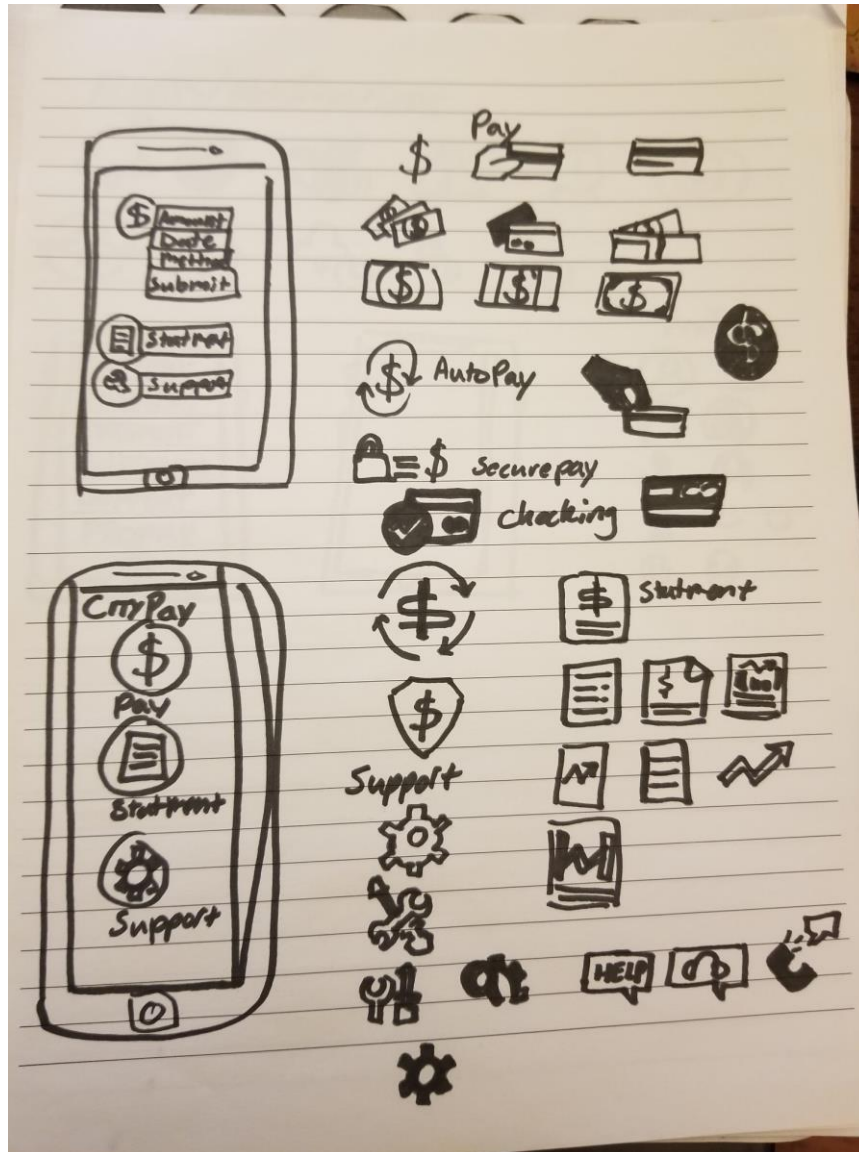 Pay
$
$ Amount
Date
Method
Submit
$ $ $
Statment
Support
$
$ AutoPay
= $ Securepay
checking
CityPay
$
Pay
Statment
Support
$
$ Statment
$
$
Support
HELP